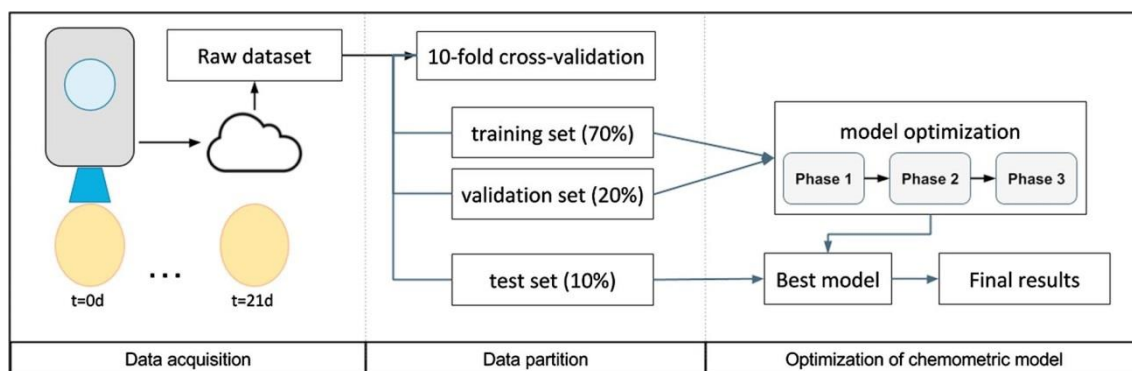 Raw dataset
t=0d
...
t=21d
Data acquisition
10-fold cross-validation
training set (70%)
validation set (20%)
test set (10%)
Data partition
model optimization
Phase 1
Phase 2
Phase 3
Best model
Final results
Optimization of chemometric model